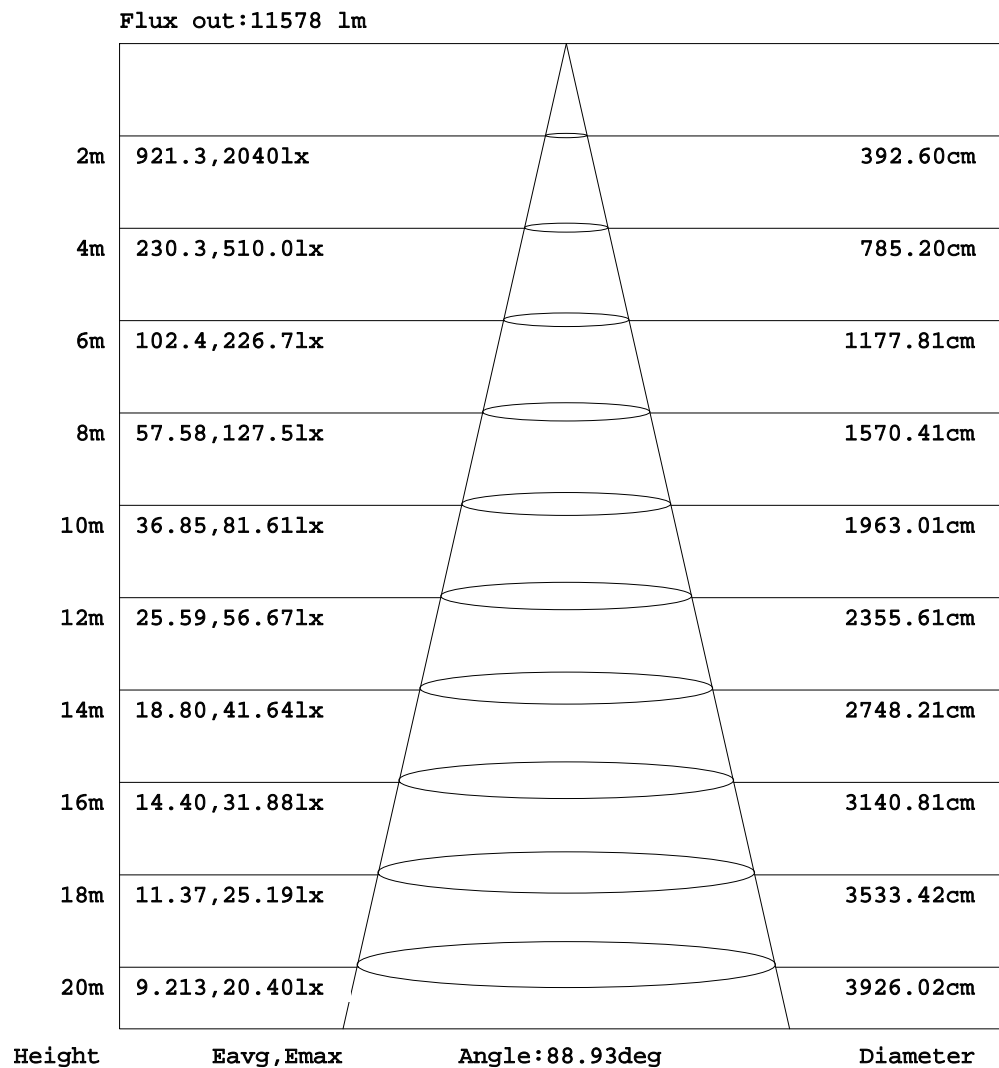 Flux out:11578 lm
2m 921.3,2040lx 392.60cm
4m 230.3,510.0lx 785.20cm
6m 102.4,226.7lx 1177.81cm
8m 57.58,127.5lx 1570.41cm
10m 36.85,81.61lx 1963.01cm
12m 25.59,56.67lx 2355.61cm
14m 18.80,41.64lx 2748.21cm
16m 14.40,31.88lx 3140.81cm
18m 11.37,25.19lx 3533.42cm
20m 9.213,20.40lx 3926.02cm
Height Eavg,Emax Angle:88.93deg Diameter